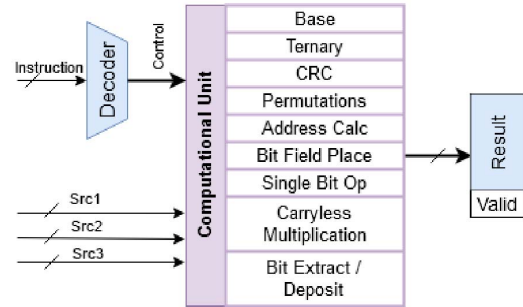 Instruction
Decoder
Control
Src1
Src2
Src3
Computational Unit
Base
Ternary
CRC
Permutations
Address Calc
Bit Field Place
Single Bit Op
Carryless
Multiplication
Bit Extract /
Deposit
Result
Valid